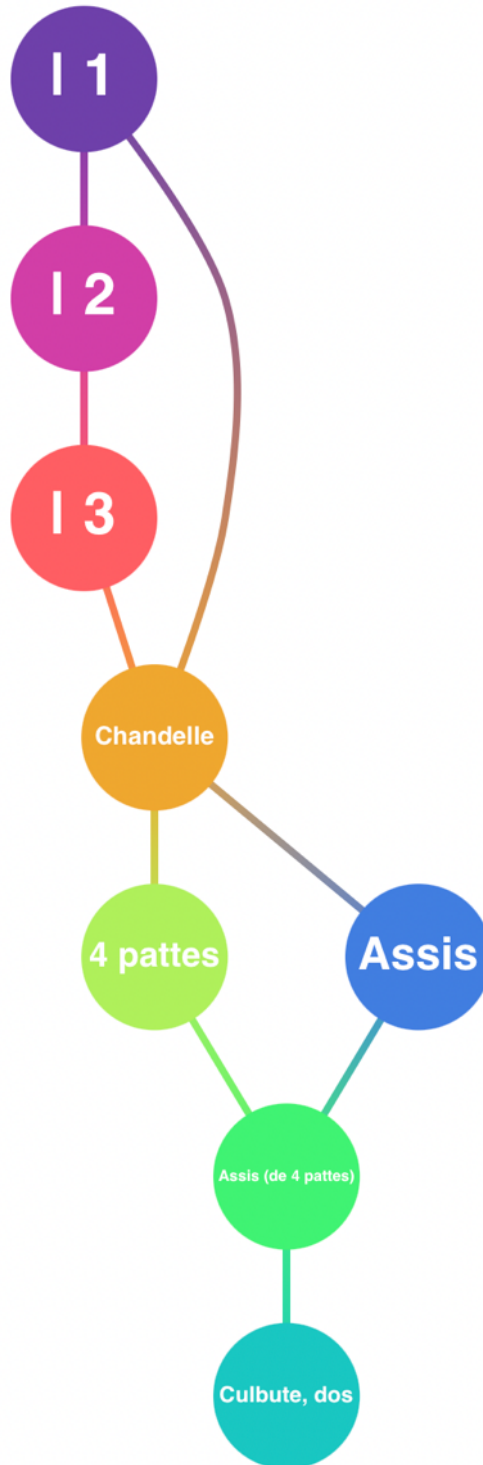 I 1
I 2
I 3
Chandelle
4 pattes
Assis
Assis (de 4 pattes)
Culbute, dos